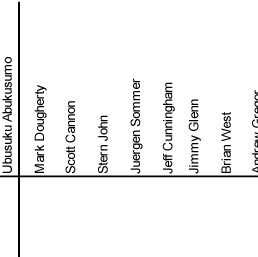 Ubusuku Abukusumo
Mark Dougherty
Scott Cannon
Stern John
Juergen Sommer
Jeff Cunningham
Jimmy Glenn
Brian West
Andrew Gregor